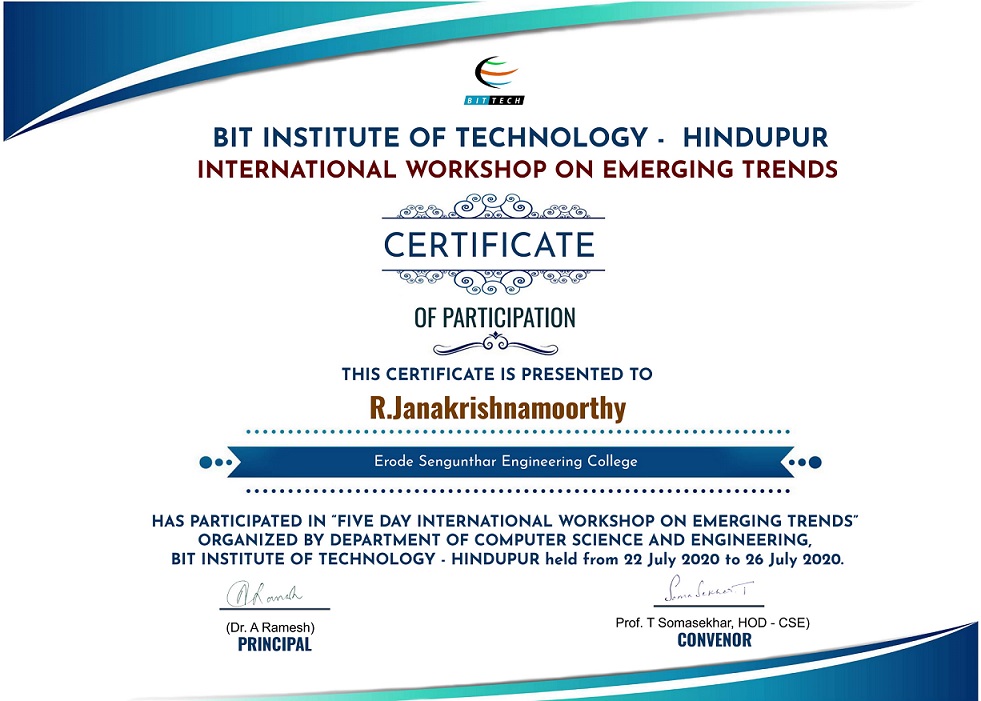 BIT TECH
BIT INSTITUTE OF TECHNOLOGY - HINDUPUR
INTERNATIONAL WORKSHOP ON EMERGING TRENDS
CERTIFICATE
OF PARTICIPATION
THIS CERTIFICATE IS PRESENTED TO
R.Janakrishnamoorthy
Erode Sengunthar Engineering College
HAS PARTICIPATED IN "FIVE DAY INTERNATIONAL WORKSHOP ON EMERGING TRENDS"
ORGANIZED BY DEPARTMENT OF COMPUTER SCIENCE AND ENGINEERING,
BIT INSTITUTE OF TECHNOLOGY - HINDUPUR held from 22 July 2020 to 26 July 2020.
ARamesh
SomaSekhar T
(Dr. A Ramesh)
Prof. T Somasekhar, HOD - CSE)
PRINCIPAL
CONVENOR